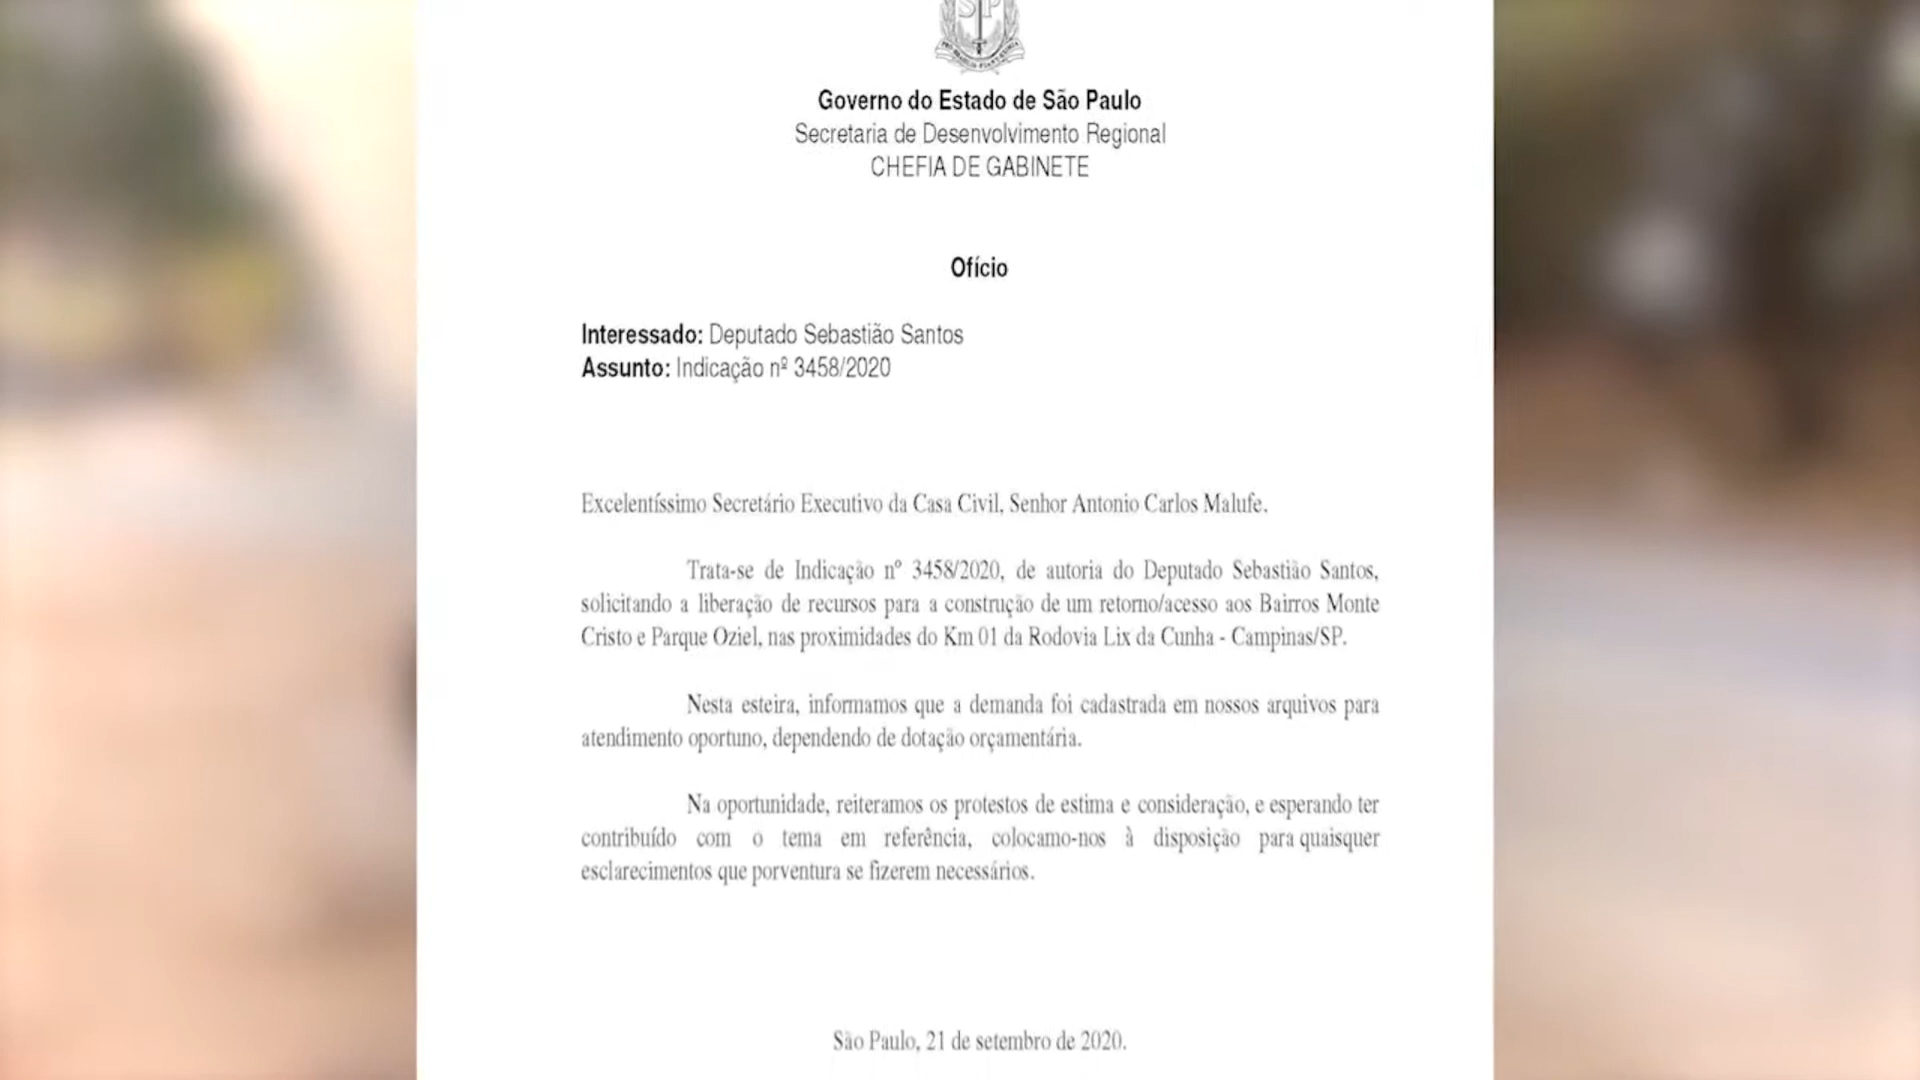 SP
Governo do Estado de São Paulo
Secretaria de Desenvolvimento Regional
CHEFIA DE GABINETE
Ofício
Interessado: Deputado Sebastião Santos
Assunto: Indicação nº 3458/2020
Excelentíssimo Secretário Executivo da Casa Civil, Senhor Antonio Carlos Malufe.
Trata-se de Indicação nº 3458/2020, de autoria do Deputado Sebastião Santos,
solicitando a liberação de recursos para a construção de um retorno/acesso aos Bairros Monte
Cristo e Parque Oziel, nas proximidades do Km 01 da Rodovia Lix da Cunha - Campinas/SP.
Nesta esteira, informamos que a demanda foi cadastrada em nossos arquivos para
atendimento oportuno, dependendo de dotação orçamentária.
Na oportunidade, reiteramos os protestos de estima e consideração, e esperando ter
contribuído com o tema em referência, colocamo-nos à disposição para quaisquer
esclarecimentos que porventura se fizerem necessários.
São Paulo, 21 de setembro de 2020.